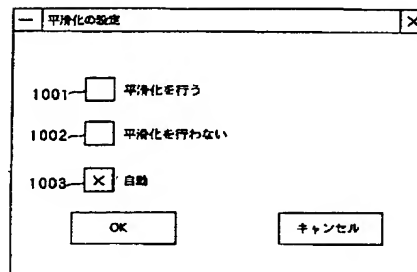 平滑化の設定
1001 平滑化を行う
1002 平滑化を行わない
1003 × 自動
OK キャンセル